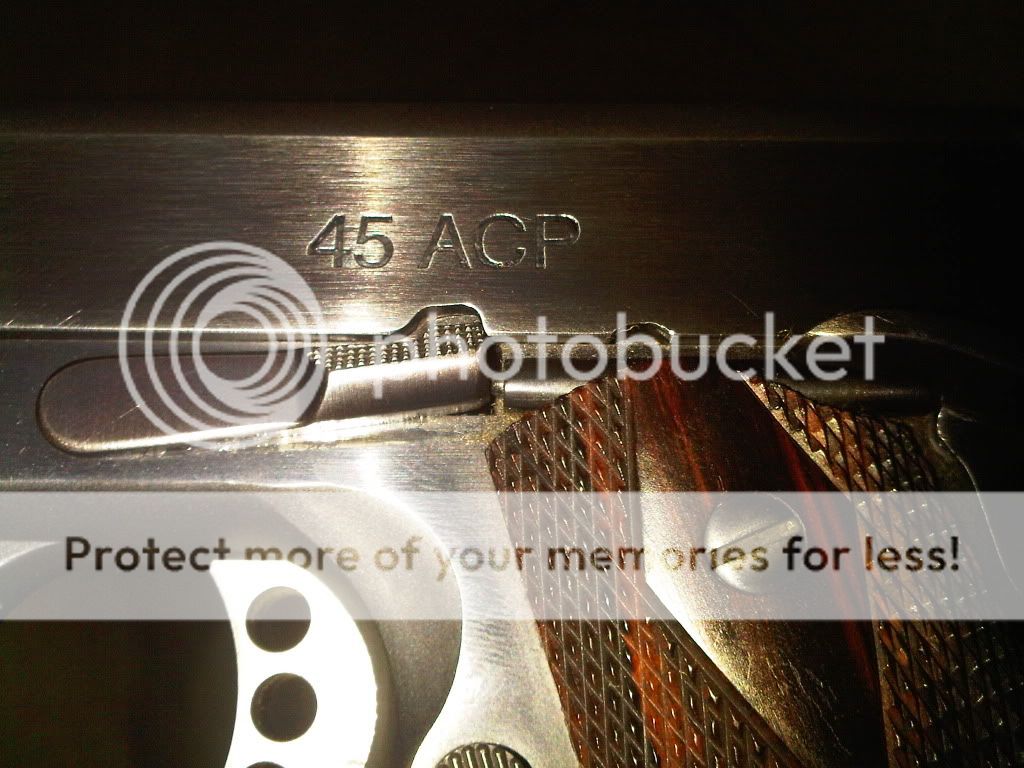 45 ACP
photobucket
Protect more of your memories for less!